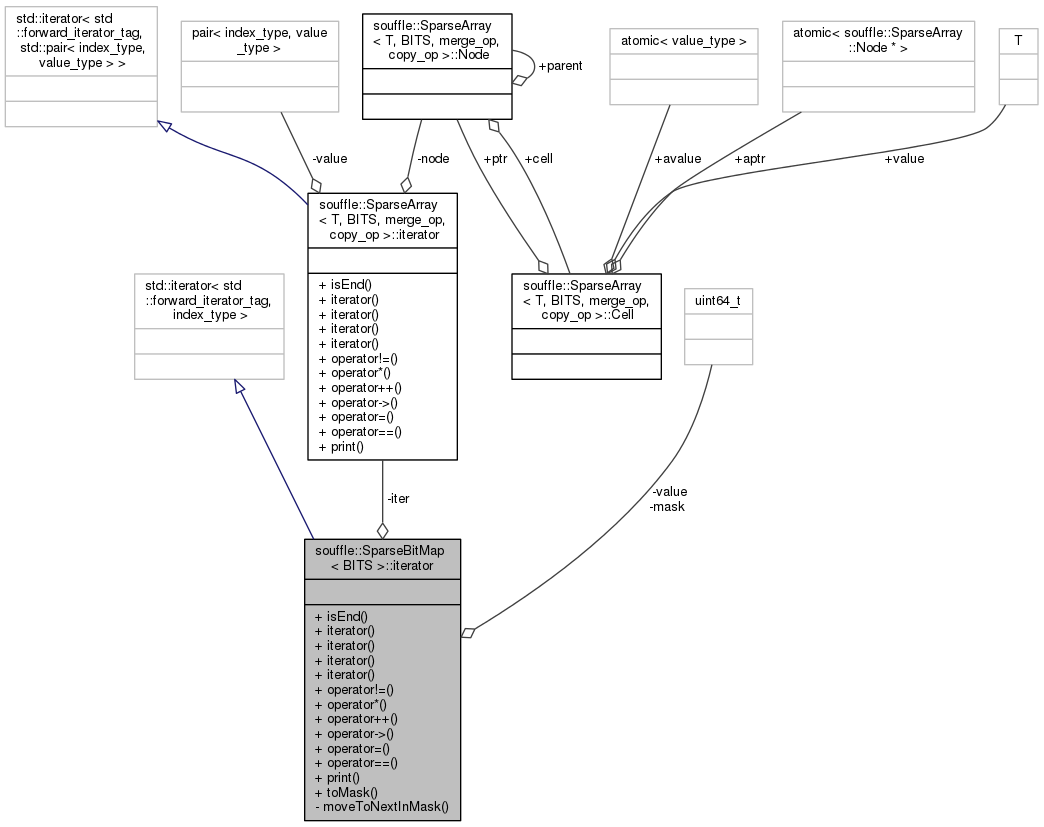 std::iterator< std
::forward_iterator_tag,
std::pair< index_type,
value_type > >
pair< index_type, value
_type >
souffle::SparseArray
< T, BITS, merge_op,
copy_op >::Node
+parent
atomic< value_type >
atomic< souffle::SparseArray
::Node * >
T
-value
-node
+ptr
+cell
+avalue
+aptr
+value
souffle::SparseArray
< T, BITS, merge_op,
copy_op >::iterator
+ isEnd()
+ iterator()
+ iterator()
+ iterator()
+ iterator()
+ operator!=()
+ operator*()
+ operator++()
+ operator->()
+ operator=()
+ operator==()
+ print()
std::iterator< std
::forward_iterator_tag,
index_type >
souffle::SparseArray
< T, BITS, merge_op,
copy_op >::Cell
uint64_t
-iter
-value
-mask
souffle::SparseBitMap
< BITS >::iterator
+ isEnd()
+ iterator()
+ iterator()
+ iterator()
+ iterator()
+ operator!=()
+ operator*()
+ operator++()
+ operator->()
+ operator=()
+ operator==()
+ print()
+ toMask()
- moveToNextInMask()